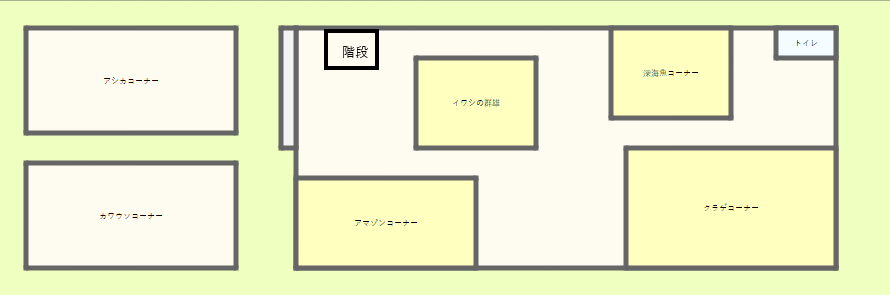 階段
トイレ
深海魚コーナー
アシカコーナー
イワシの群雄
クラゲコーナー
カワウソコーナー
アマゾンコーナー